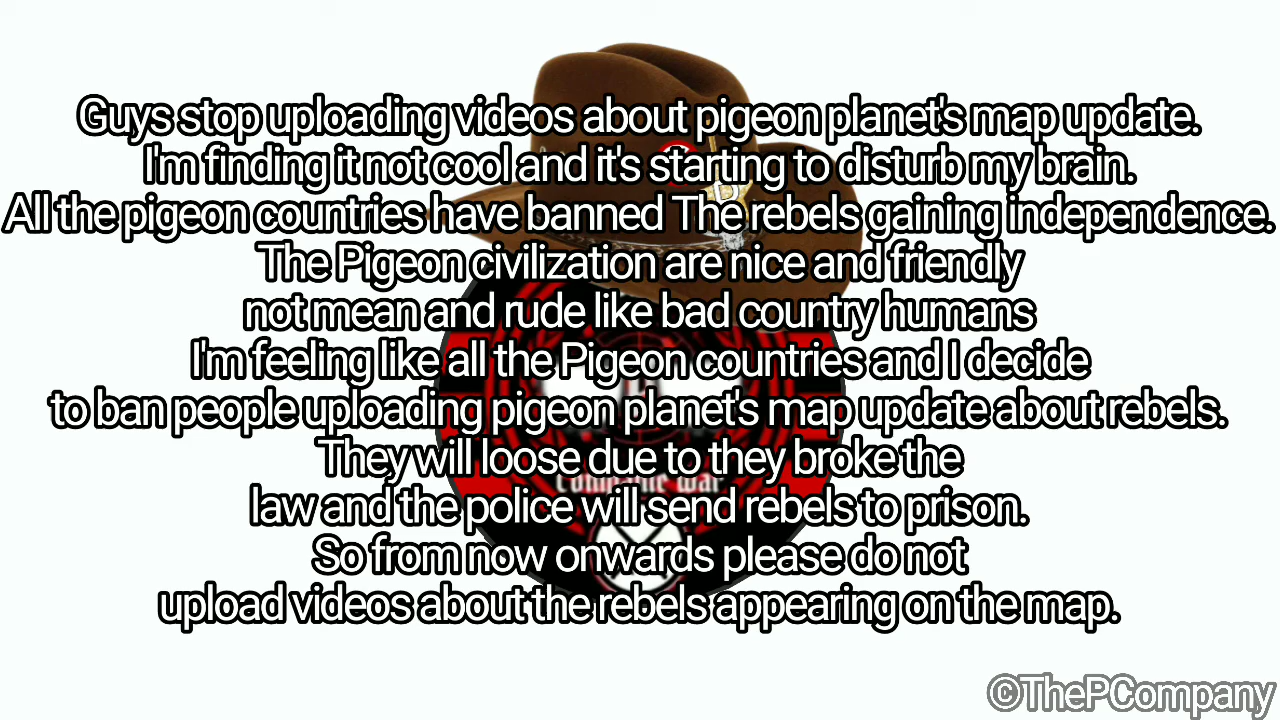 Guys stop uploading videos about pigeon planet's map update.
I'm finding it not cool and it's starting to disturb my brain.
All the pigeon countries have banned The rebels gaining independence.
The Pigeon civilization are nice and friendly
not mean and rude like bad country humans
I'm feeling like all the Pigeon countries and I decide
to ban people uploading pigeon planet's map update about rebels.
They will loose due to they broke the
law and the police will send rebels to prison.
So from now onwards please do not
upload videos about the rebels appearing on the map.
©ThePCompany